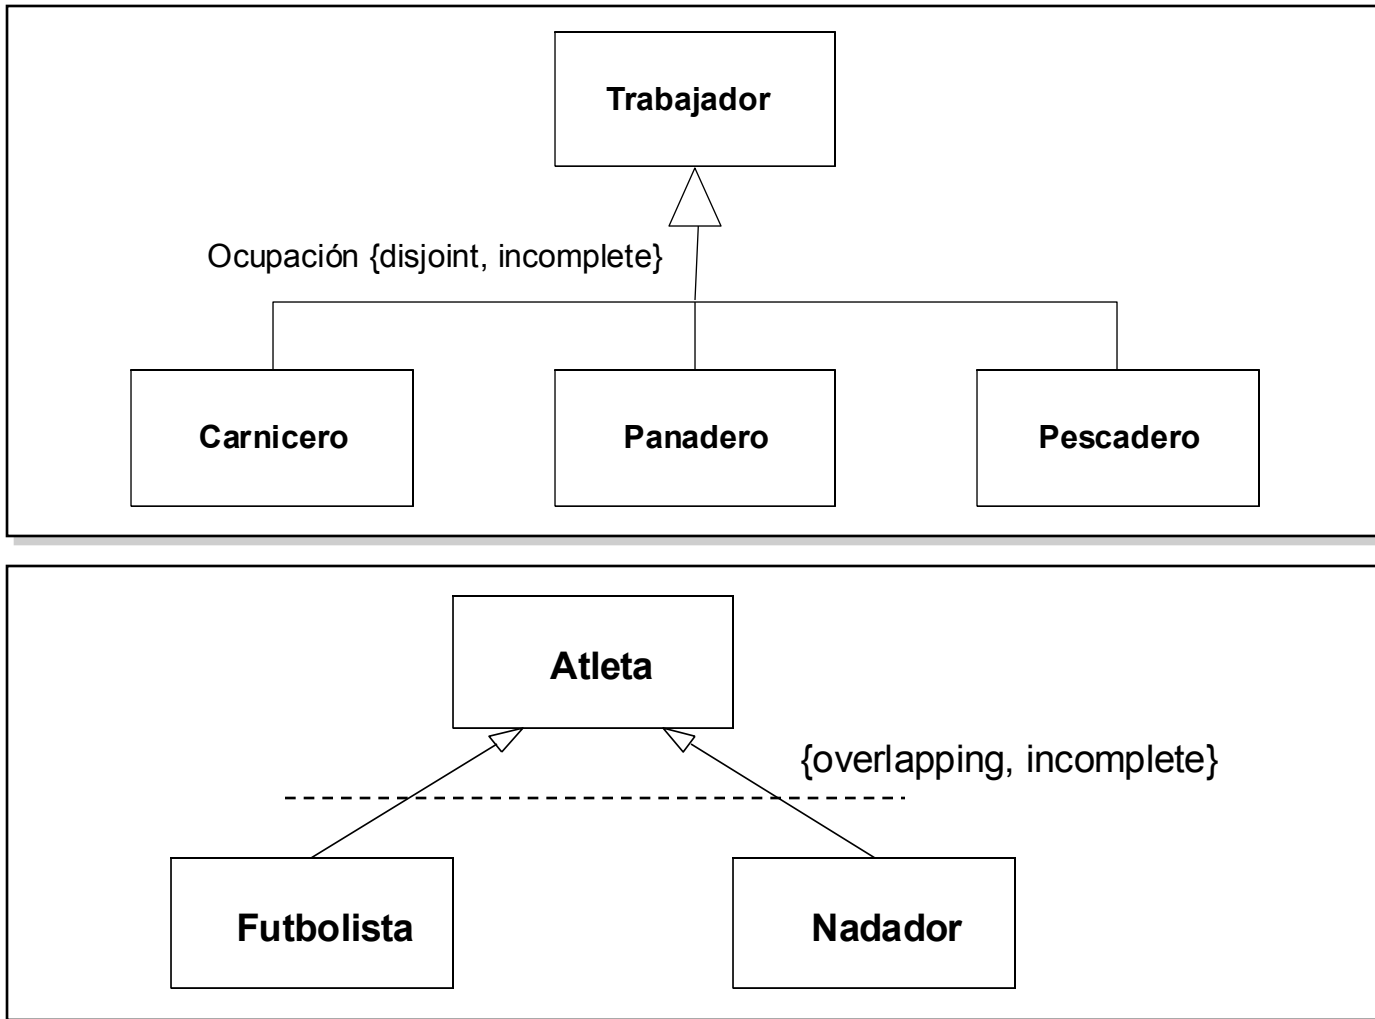 Trabajador
Ocupación {disjoint, incomplete}
Carnicero
Panadero
Pescadero
Atleta
{overlapping, incomplete}
Futbolista
Nadador